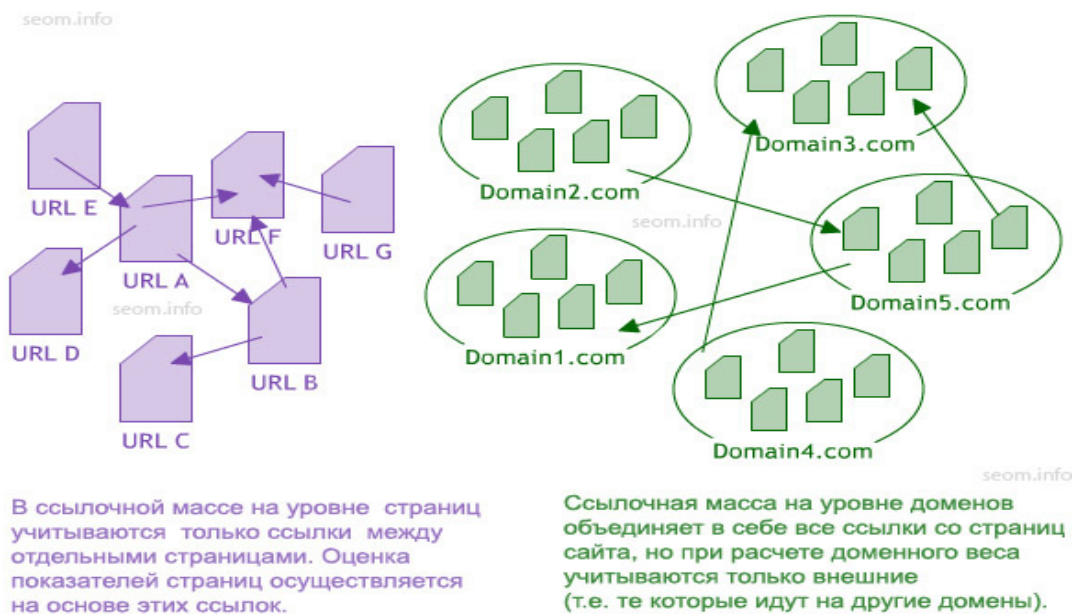 seom.info
URL E
URL A
URL F
URL G
URL D
seom.info
URL B
URL C
Domain2.com
Domain3.com
seom.info
Domain5.com
Domain1.com
Domain4.com
seom.info
В ссылочной массе на уровне страниц
учитываются только ссылки между
отдельными страницами. Оценка
показателей страниц осуществляется
на основе этих ссылок.
Ссылочная масса на уровне доменов
объединяет в себе все ссылки со страниц
сайта, но при расчете доменного веса
учитываются только внешние
(т.е. те которые идут на другие домены).